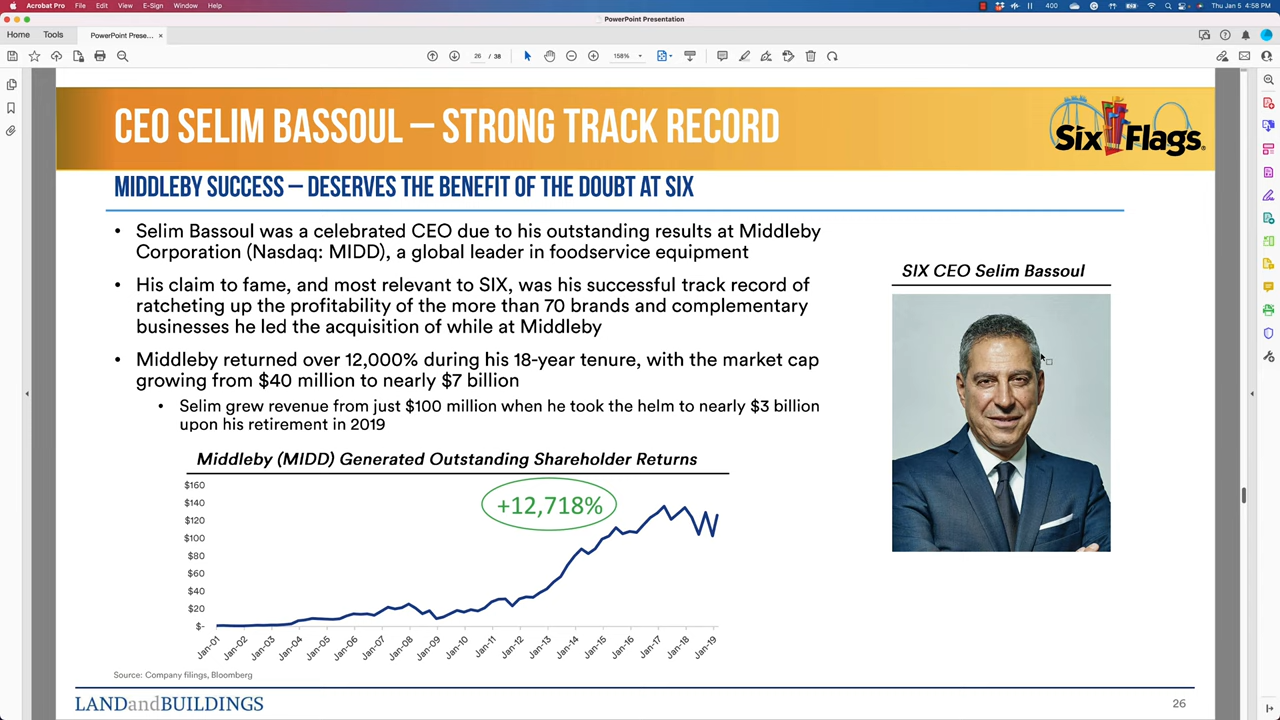 Acrobat Pro File Edit View E-Sign Window Help
400
Thu Jan 5 4:58 PM
PowerPoint Presentation
Home Tools PowerPoint Prese... ×
26 / 38
158%
CEO SELIM BASSOUL – STRONG TRACK RECORD
Six Flags®
MIDDLEBY SUCCESS – DESERVES THE BENEFIT OF THE DOUBT AT SIX
• Selim Bassoul was a celebrated CEO due to his outstanding results at Middleby
Corporation (Nasdaq: MIDD), a global leader in foodservice equipment
• His claim to fame, and most relevant to SIX, was his successful track record of
ratcheting up the profitability of the more than 70 brands and complementary
businesses he led the acquisition of while at Middleby
• Middleby returned over 12,000% during his 18-year tenure, with the market cap
growing from $40 million to nearly $7 billion
• Selim grew revenue from just $100 million when he took the helm to nearly $3 billion
upon his retirement in 2019
SIX CEO Selim Bassoul
Middleby (MIDD) Generated Outstanding Shareholder Returns
+12,718%
$160
$140
$120
$100
$80
$60
$40
$20
$-
Jan-01 Jan-02 Jan-03 Jan-04 Jan-05 Jan-06 Jan-07 Jan-08 Jan-09 Jan-10 Jan-11 Jan-12 Jan-13 Jan-14 Jan-15 Jan-16 Jan-17 Jan-18 Jan-19
Source: Company filings, Bloomberg
LANDandBUILDINGS
26